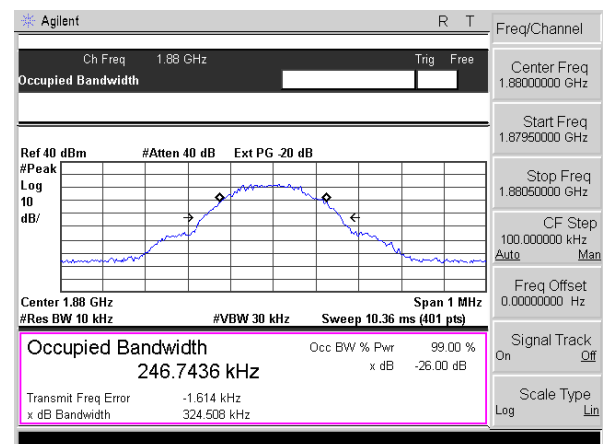 Agilent R T
Ch Freq 1.88 GHz Trig Free
Occupied Bandwidth
Ref 40 dBm #Atten 40 dB Ext PG -20 dB
#Peak
Log
10
dB/
Center 1.88 GHz Span 1 MHz
#Res BW 10 kHz #VBW 30 kHz Sweep 10.36 ms (401 pts)
Occupied Bandwidth Occ BW % Pwr 99.00 %
246.7436 kHz x dB -26.00 dB
Transmit Freq Error -1.614 kHz
x dB Bandwidth 324.508 kHz
Freq/Channel
Center Freq
1.88000000 GHz
Start Freq
1.87950000 GHz
Stop Freq
1.88050000 GHz
CF Step
100.000000 kHz
Auto Man
Freq Offset
0.00000000 Hz
Signal Track
On Off
Scale Type
Log Lin